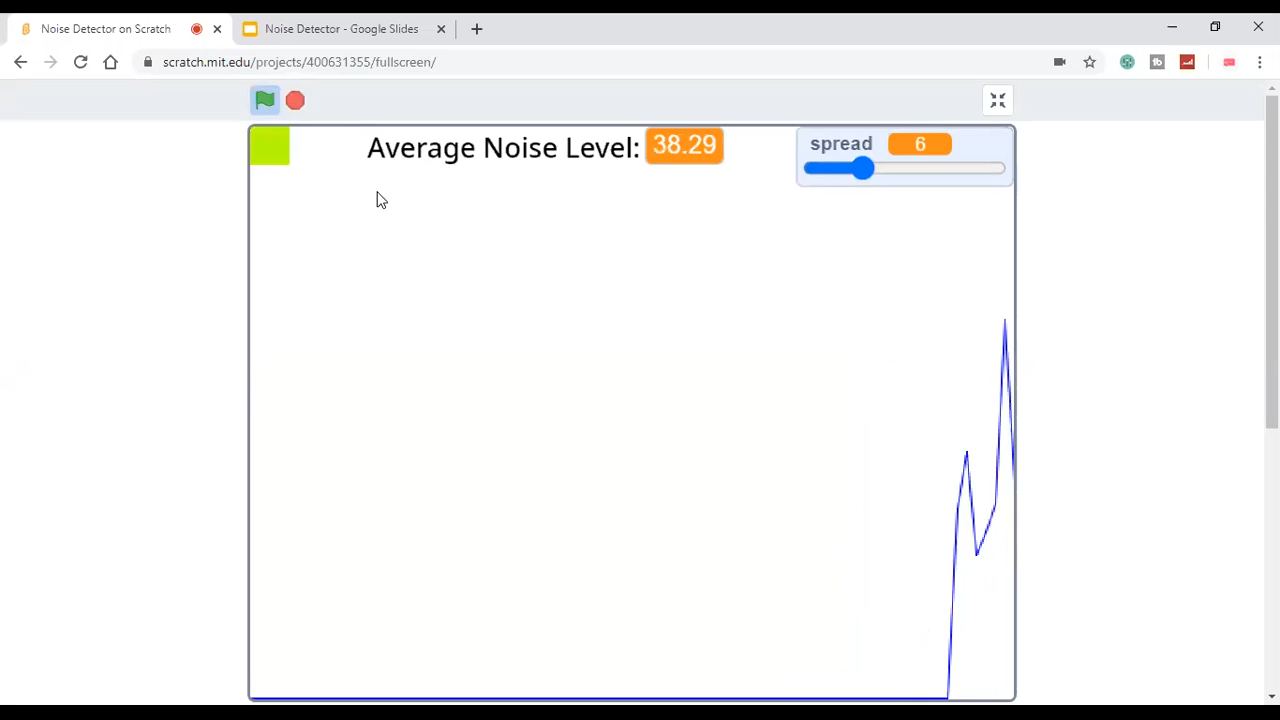 Noise Detector on Scratch
Noise Detector - Google Slides
scratch.mit.edu/projects/400631355/fullscreen/
Average Noise Level: 38.29
spread 6